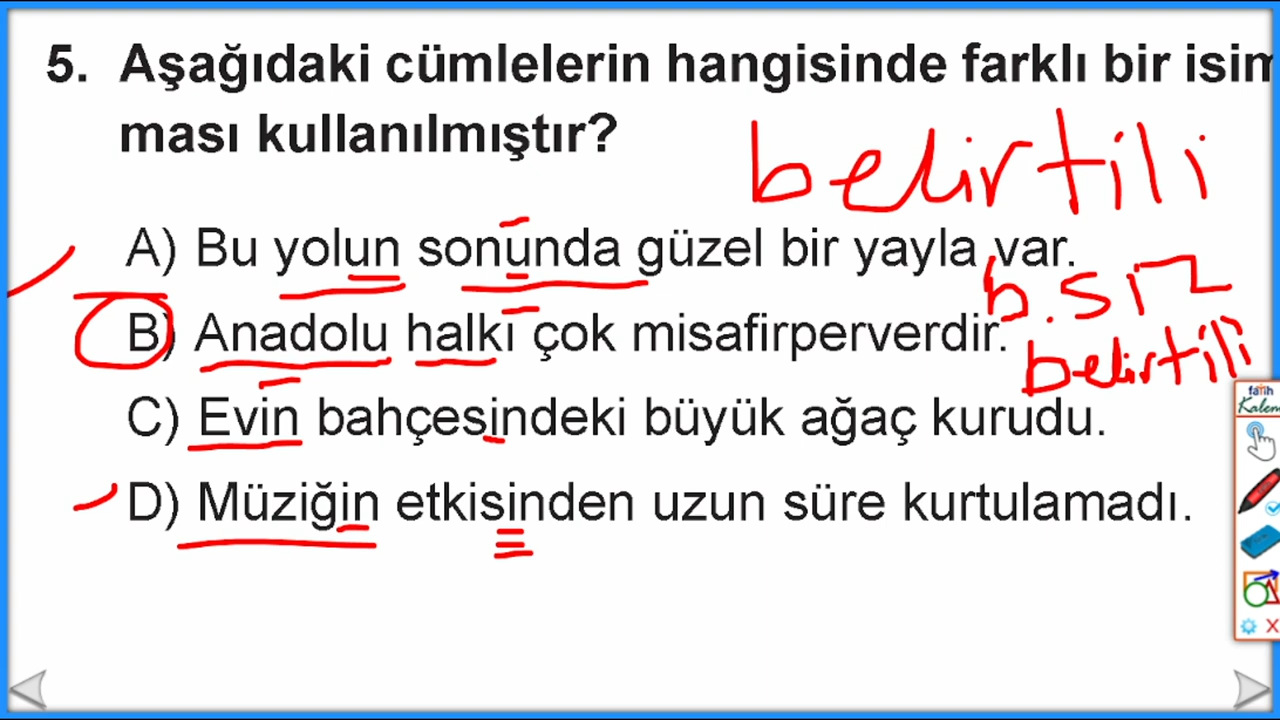 5. Aşağıdaki cümlelerin hangisinde farklı bir isim
ması kullanılmıştır?
belirtili
A) Bu yolun sonunda güzel bir yayla var.
b.siz
B) Anadolu halkı çok misafirperverdir.
belirtili
C) Evin bahçesindeki büyük ağaç kurudu.
D) Müziğin etkisinden uzun süre kurtulamadı.
fatih
Kalem
X